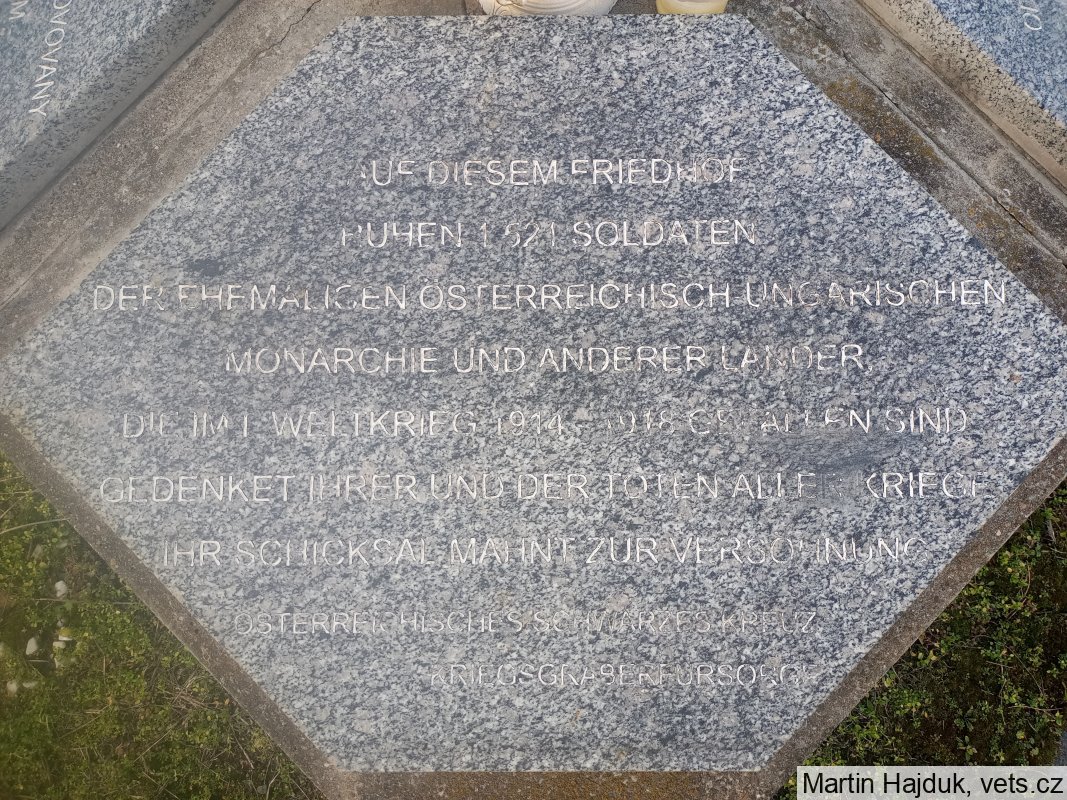 OVOVANY
10
AUF DIESEM FRIEDHOF
RUHEN 1 621 SOLDATEN
DER EHEMALIGEN ÖSTERREICHISCH UNGARISCHEN
MONARCHIE UND ANDERER LÄNDER,
DIE IM I. WELTKRIEG 1914 - 1918 GEFALLEN SIND
GEDENKET IHRER UND DER TOTEN ALLER KRIEGE
IHR SCHICKSAL MAHNT ZUR VERSÖHNUNG
ÖSTERREICHISCHES SCHWARZES KREUZ
KRIEGSGRÄBERFÜRSORGE
Martin Hajduk, vets.cz